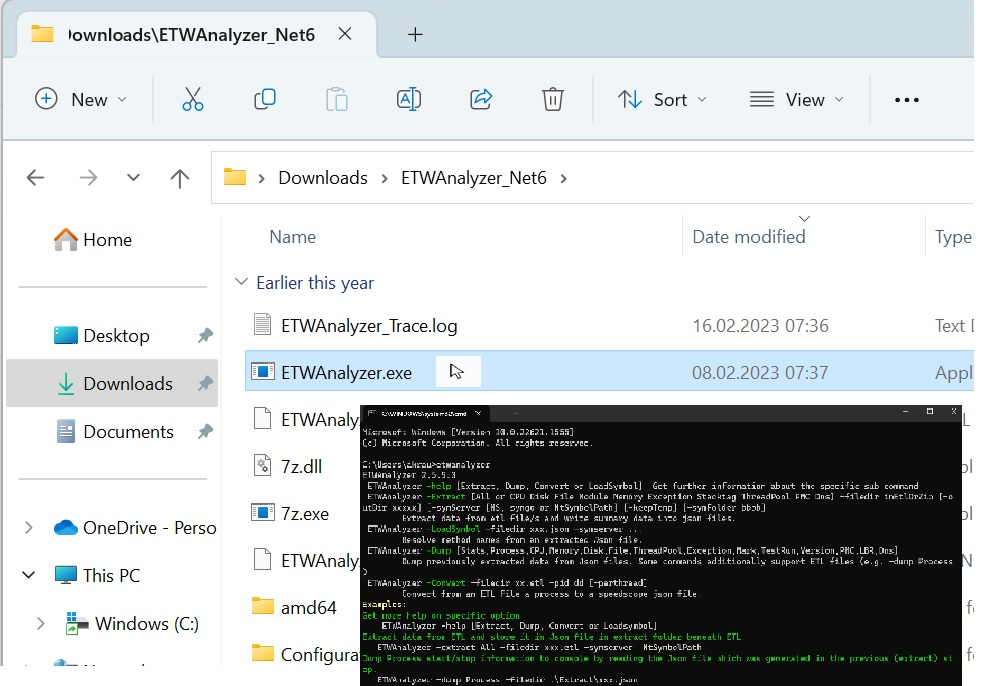 Downloads\ETWAnalyzer_Net6
New
Sort
View
Downloads
ETWAnalyzer_Net6
Home
Desktop
Downloads
Documents
OneDrive - Perso
This PC
Windows (C:)
Name
Date modified
Type
Earlier this year
ETWAnalyzer_Trace.log
16.02.2023 07:36
Text D
ETWAnalyzer.exe
08.02.2023 07:37
Appl
ETWAnaly
7z.dll
7z.exe
ETWAnaly
amd64
Configura
C:\WINDOWS\system32\cmd
Microsoft Windows [Version 10.0.22621.1555]
(c) Microsoft Corporation. All rights reserved.
C:\Users\akrau>etwanalyzer
ETWAnalyzer 2.5.5.3
ETWAnalyzer -help [Extract, Dump, Convert or LoadSymbol] Get further information about the specific sub command
ETWAnalyzer -Extract [All or CPU Disk File Module Memory Exception Stacktag ThreadPool PMC Dns] -filedir inEtlOrZip [-o
utDir xxxx] [-symServer [MS, syngo or NtSymbolPath] [-keepTemp] [-symFolder bbbb]
Extract data from etl file/s and write summary data into json files.
ETWAnalyzer -LoadSymbol -filedir xxx.json -symserver ...
Resolve method names from an extracted Json file.
ETWAnalyzer -Dump [Stats,Process,CPU,Memory,Disk,File,ThreadPool,Exception,Mark,TestRun,Version,PMC,LBR,Dns]
Dump previously extracted data from Json files. Some commands additionally support ETL files (e.g. -dump Process
)
ETWAnalyzer -Convert -filedir xx.etl -pid dd [-perthread]
Convert from an ETL File a process to a speedscope json file.
Examples:
Get more help on specific option
ETWAnalyzer -help [Extract, Dump, Convert or Loadsymbol]
Extract data from ETL and store it in Json file in extract folder beneath ETL
ETWAnalyzer -extract All -filedir xxx.etl -symserver NtSymbolPath
Dump Process start/stop information to console by reading the Json file which was generated in the previous (extract) st
ep.
ETWAnalyzer -dump Process -filedir .\Extract\xxx.json